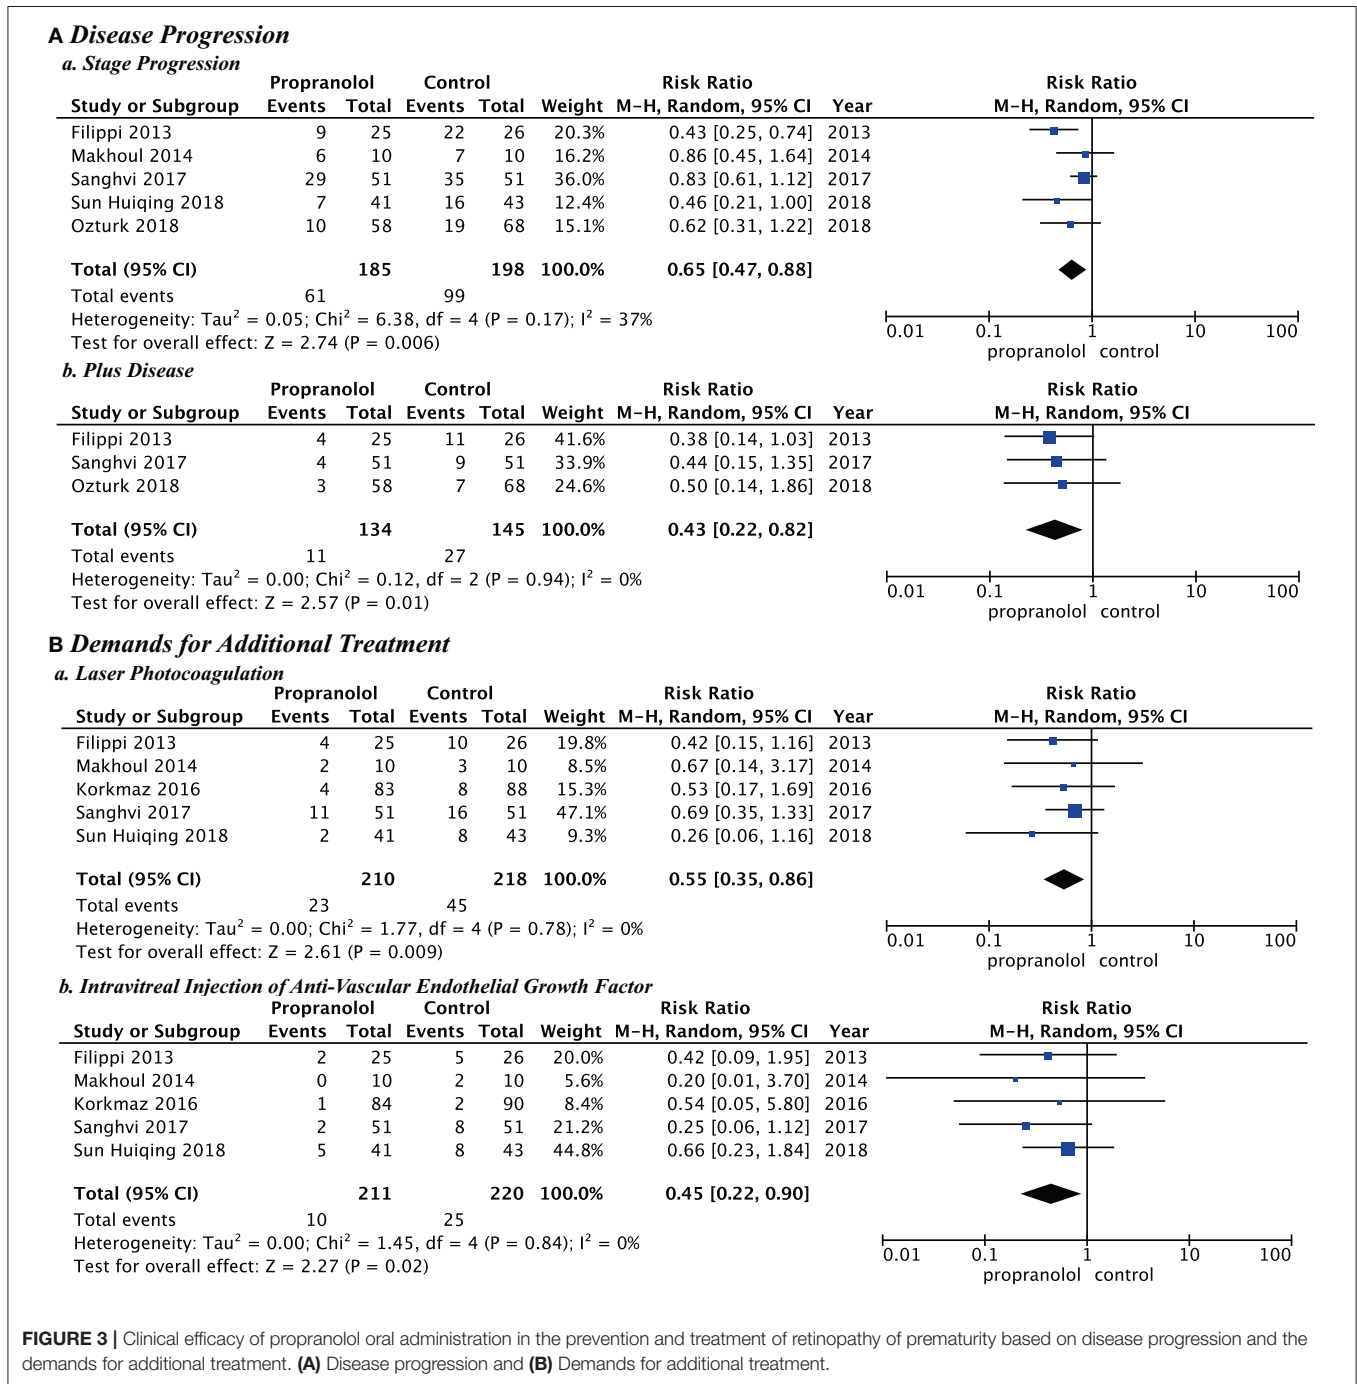 A Disease Progression
a. Stage Progression
Propranolol Control Risk Ratio Risk Ratio
Study or Subgroup Events Total Events Total Weight M-H, Random, 95% CI Year M-H, Random, 95% CI
Filippi 2013 9 25 22 26 20.3% 0.43 [0.25, 0.74] 2013
Makhoul 2014 6 10 7 10 16.2% 0.86 [0.45, 1.64] 2014
Sanghvi 2017 29 51 35 51 36.0% 0.83 [0.61, 1.12] 2017
Sun Huiqing 2018 7 41 16 43 12.4% 0.46 [0.21, 1.00] 2018
Ozturk 2018 10 58 19 68 15.1% 0.62 [0.31, 1.22] 2018
Total (95% CI) 185 198 100.0% 0.65 [0.47, 0.88]
Total events 61 99
Heterogeneity: Tau² = 0.05; Chi² = 6.38, df = 4 (P = 0.17); I² = 37%
Test for overall effect: Z = 2.74 (P = 0.006)
0.01 0.1 1 10 100
propranolol control
b. Plus Disease
Propranolol Control Risk Ratio Risk Ratio
Study or Subgroup Events Total Events Total Weight M-H, Random, 95% CI Year M-H, Random, 95% CI
Filippi 2013 4 25 11 26 41.6% 0.38 [0.14, 1.03] 2013
Sanghvi 2017 4 51 9 51 33.9% 0.44 [0.15, 1.35] 2017
Ozturk 2018 3 58 7 68 24.6% 0.50 [0.14, 1.86] 2018
Total (95% CI) 134 145 100.0% 0.43 [0.22, 0.82]
Total events 11 27
Heterogeneity: Tau² = 0.00; Chi² = 0.12, df = 2 (P = 0.94); I² = 0%
Test for overall effect: Z = 2.57 (P = 0.01)
0.01 0.1 1 10 100
propranolol control
B Demands for Additional Treatment
a. Laser Photocoagulation
Propranolol Control Risk Ratio Risk Ratio
Study or Subgroup Events Total Events Total Weight M-H, Random, 95% CI Year M-H, Random, 95% CI
Filippi 2013 4 25 10 26 19.8% 0.42 [0.15, 1.16] 2013
Makhoul 2014 2 10 3 10 8.5% 0.67 [0.14, 3.17] 2014
Korkmaz 2016 4 83 8 88 15.3% 0.53 [0.17, 1.69] 2016
Sanghvi 2017 11 51 16 51 47.1% 0.69 [0.35, 1.33] 2017
Sun Huiqing 2018 2 41 8 43 9.3% 0.26 [0.06, 1.16] 2018
Total (95% CI) 210 218 100.0% 0.55 [0.35, 0.86]
Total events 23 45
Heterogeneity: Tau² = 0.00; Chi² = 1.77, df = 4 (P = 0.78); I² = 0%
Test for overall effect: Z = 2.61 (P = 0.009)
0.01 0.1 1 10 100
propranolol control
b. Intravitreal Injection of Anti-Vascular Endothelial Growth Factor
Propranolol Control Risk Ratio Risk Ratio
Study or Subgroup Events Total Events Total Weight M-H, Random, 95% CI Year M-H, Random, 95% CI
Filippi 2013 2 25 5 26 20.0% 0.42 [0.09, 1.95] 2013
Makhoul 2014 0 10 2 10 5.6% 0.20 [0.01, 3.70] 2014
Korkmaz 2016 1 84 2 90 8.4% 0.54 [0.05, 5.80] 2016
Sanghvi 2017 2 51 8 51 21.2% 0.25 [0.06, 1.12] 2017
Sun Huiqing 2018 5 41 8 43 44.8% 0.66 [0.23, 1.84] 2018
Total (95% CI) 211 220 100.0% 0.45 [0.22, 0.90]
Total events 10 25
Heterogeneity: Tau² = 0.00; Chi² = 1.45, df = 4 (P = 0.84); I² = 0%
Test for overall effect: Z = 2.27 (P = 0.02)
0.01 0.1 1 10 100
propranolol control
FIGURE 3 | Clinical efficacy of propranolol oral administration in the prevention and treatment of retinopathy of prematurity based on disease progression and the
demands for additional treatment. (A) Disease progression and (B) Demands for additional treatment.